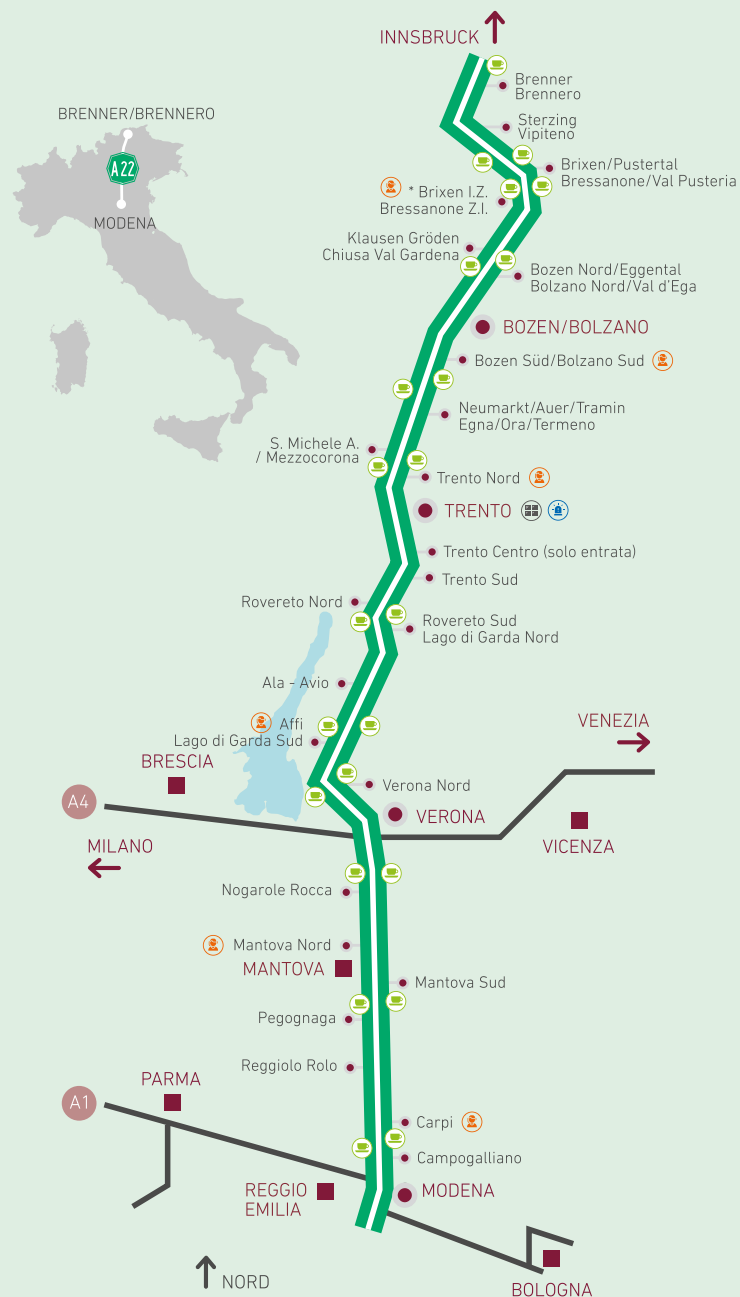 INNSBRUCK
Brenner
Brennero
BRENNER/BRENNERO
A22
MODENA
Sterzing
Vipiteno
Brixen/Pustertal
Bressanone/Val Pusteria
* Brixen I.Z.
Bressanone Z.I.
Klausen Gröden
Chiusa Val Gardena
Bozen Nord/Eggental
Bolzano Nord/Val d'Ega
BOZEN/BOLZANO
Bozen Süd/Bolzano Sud
Neumarkt/Auer/Tramin
Egna/Ora/Termeno
S. Michele A.
/ Mezzocorona
Trento Nord
TRENTO
Trento Centro (solo entrata)
Trento Sud
Rovereto Nord
Rovereto Sud
Lago di Garda Nord
Ala - Avio
Affi
Lago di Garda Sud
VENEZIA
BRESCIA
Verona Nord
A4
VERONA
MILANO
VICENZA
Nogarole Rocca
Mantova Nord
MANTOVA
Mantova Sud
Pegognaga
Reggiolo Rolo
PARMA
A1
Carpi
Campogalliano
REGGIO
EMILIA
MODENA
NORD
BOLOGNA